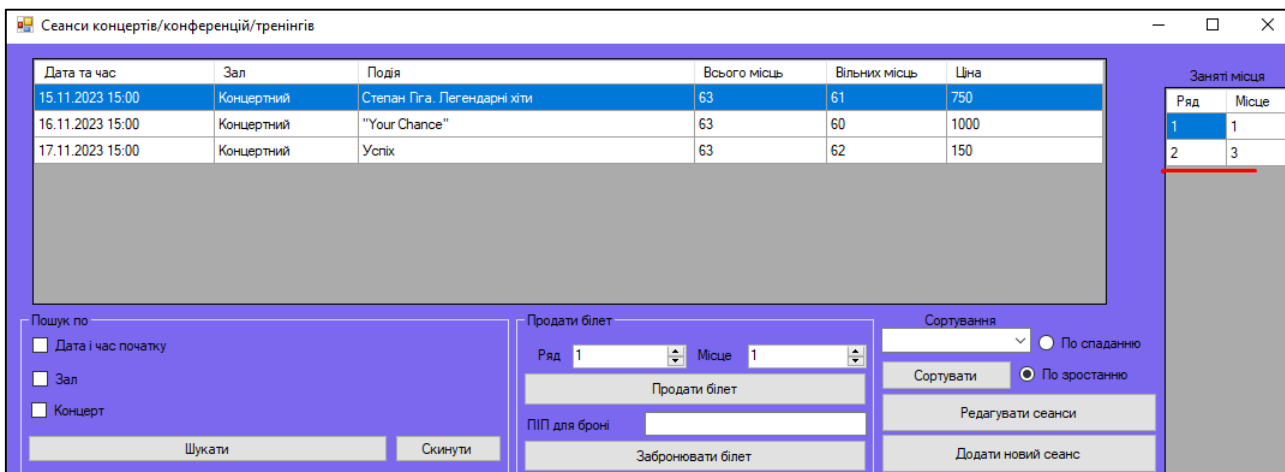 Сеанси концертів/конференцій/тренінгів
Дата та час Зал Подія Всього місць Вільних місць Ціна
15.11.2023 15:00 Концертний Степан Гіга. Легендарні хіти 63 61 750
16.11.2023 15:00 Концертний "Your Chance" 63 60 1000
17.11.2023 15:00 Концертний Успіх 63 62 150
Заняті місця
Ряд Місце
1 1
2 3
Пошук по
Дата і час початку
Зал
Концерт
Шукати Скинути
Продати білет
Ряд 1 Місце 1
Продати білет
ПІП для броні
Забронювати білет
Сортування
По спаданню
Сортувати По зростанню
Редагувати сеанси
Додати новий сеанс